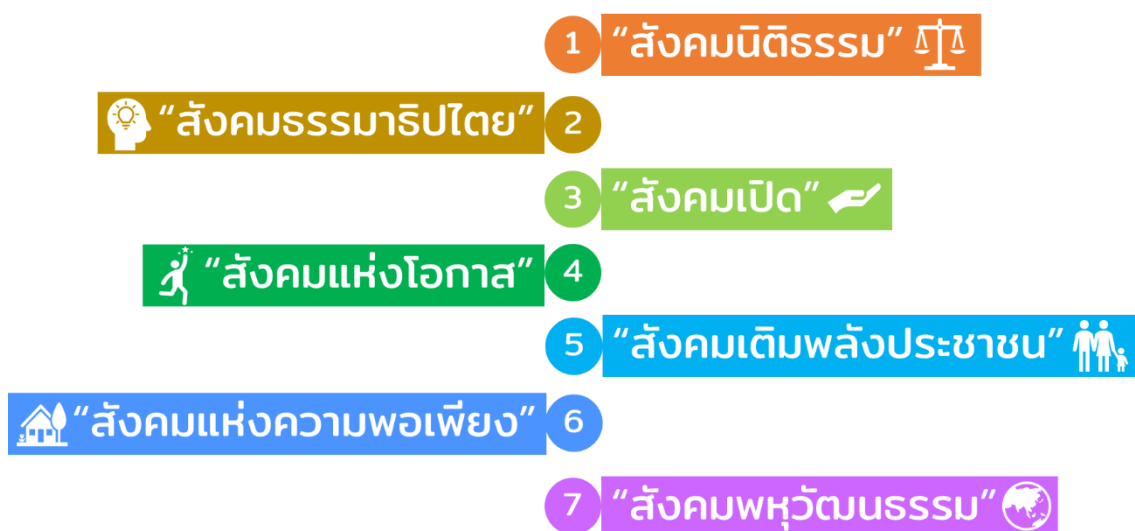 1 “สังคมนิติธรรม”
“สังคมธรรมาธิปไตย” 2
3 “สังคมเปิด”
“สังคมแห่งโอกาส” 4
5 “สังคมเติมพลังประชาชน”
“สังคมแห่งความพอเพียง” 6
7 “สังคมพหุวัฒนธรรม”